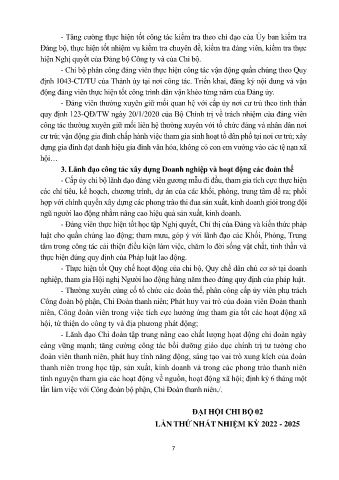 - Tăng cường thực hiện tốt công tác kiểm tra theo chỉ đạo của Ủy ban kiểm tra
Đảng bộ, thực hiện tốt nhiệm vụ kiểm tra chuyên đề, kiểm tra đảng viên, kiểm tra thực
hiện Nghị quyết của Đảng bộ Công ty và của Chi bộ.
- Chi bộ phân công đảng viên thực hiện công tác vận động quần chúng theo Quy
định 1043-CT/TU của Thành ủy tại nơi công tác. Triển khai, đăng ký nội dung và vận
động đảng viên thực hiện tốt công trình dân vận khéo từng năm của Đảng ủy.
- Đảng viên thường xuyên giữ mối quan hệ với cấp ủy nơi cư trú theo tinh thần
quy định 123-QĐ/TW ngày 20/1/2020 của Bộ Chính trị về trách nhiệm của đảng viên
công tác thường xuyên giữ mối liên hệ thường xuyên với tổ chức đảng và nhân dân nơi
cư trú; vận động gia đình chấp hành việc tham gia sinh hoạt tổ dân phố tại nơi cư trú; xây
dựng gia đình đạt danh hiệu gia đình văn hóa, không có con em vướng vào các tệ nạn xã
hội…
3. Lãnh đạo công tác xây dựng Doanh nghiệp và hoạt động các đoàn thể
- Cấp ủy chi bộ lãnh đạo đảng viên gương mẫu đi đầu, tham gia tích cực thực hiện
các chỉ tiêu, kế hoạch, chương trình, dự án của các khối, phòng, trung tâm đề ra; phối
hợp với chính quyền xây dựng các phong trào thi đua sản xuất, kinh doanh giỏi trong đội
ngũ người lao động nhằm nâng cao hiệu quả sản xuất, kinh doanh.
- Đảng viên thực hiện tốt học tập Nghị quyết, Chỉ thị của Đảng và kiến thức pháp
luật cho quần chúng lao động; tham mưu, góp ý với lãnh đạo các Khối, Phòng, Trung
tâm trong công tác cải thiện điều kiện làm việc, chăm lo đời sống vật chất, tinh thần và
thực hiện đúng quy định của Pháp luật lao động.
- Thực hiện tốt Quy chế hoạt động của chi bộ, Quy chế dân chủ cơ sở tại doanh
nghiệp, tham gia Hội nghị Người lao động hàng năm theo đúng quy định của pháp luật.
- Thường xuyên củng cố tổ chức các đoàn thể, phân công cấp ủy viên phụ trách
Công đoàn bộ phận, Chi Đoàn thanh niên; Phát huy vai trò của đoàn viên Đoàn thanh
niên, Công đoàn viên trong việc tích cực hưởng ứng tham gia tốt các hoạt động xã
hội, từ thiện do công ty và địa phương phát động;
- Lãnh đạo Chi đoàn tập trung nâng cao chất lượng hoạt động chi đoàn ngày
càng vững mạnh; tăng cường công tác bồi dưỡng giáo dục chính trị tư tưởng cho
đoàn viên thanh niên, phát huy tính năng động, sáng tạo vai trò xung kích của đoàn
thanh niên trong học tập, sản xuất, kinh doanh và trong các phong trào thanh niên
tình nguyện tham gia các hoạt động về nguồn, hoạt động xã hội; định kỳ 6 tháng một
lần làm việc với Công đoàn bộ phận, Chi Đoàn thanh niên./.
ĐẠI HỘI CHI BỘ 02
LẦN THỨ NHẤT NHIỆM KỲ 2022 - 2025
7